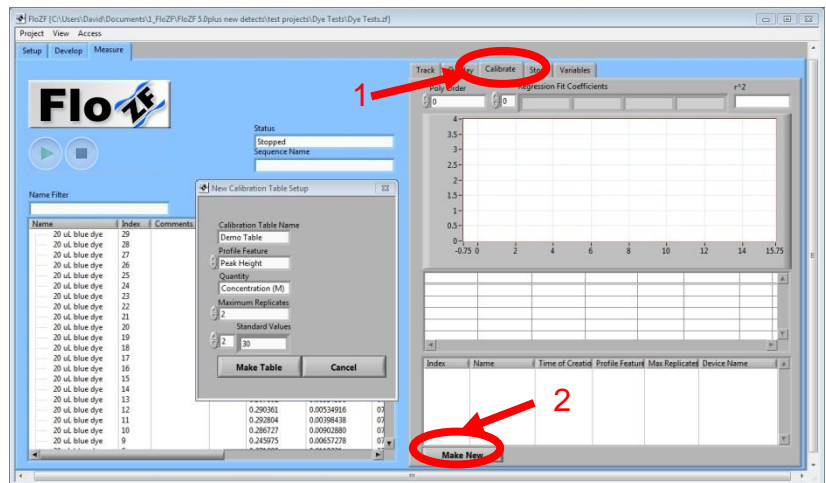 FloZF [C:\Users\David\Documents\1_FloZF\FloZF 5.0plus new detects\test projects\Dye Tests\Dye Tests.zf]
Project View Access
Setup Develop Measure
Flo ZF
Status
Stopped
Sequence Name
Name Filter
Name Index Comments
20 uL blue dye 29
20 uL blue dye 28
20 uL blue dye 27
20 uL blue dye 26
20 uL blue dye 25
20 uL blue dye 24
20 uL blue dye 23
20 uL blue dye 22
20 uL blue dye 21
20 uL blue dye 20
20 uL blue dye 19
20 uL blue dye 18
20 uL blue dye 17
20 uL blue dye 16
20 uL blue dye 15
20 uL blue dye 14
20 uL blue dye 13
20 uL blue dye 12 0.290361 0.00534916 07
20 uL blue dye 11 0.292804 0.00398438 07
20 uL blue dye 10 0.286727 0.00902880 07
20 uL blue dye 9 0.245975 0.00657278 07
New Calibration Table Setup
Calibration Table Name
Demo Table
Profile Feature
Peak Height
Quantity
Concentration (M)
Maximum Replicates
2
Standard Values
2 30
Make Table Cancel
1
Track Calibrate Variables
Poly Order Regression Fit Coefficients r^2
0 0
4
3.5
3
2.5
2
1.5
1
0.5
0
-0.75 0 2 4 6 8 10 12 14 15.75
Index Name Time of Creatio Profile Feature Max Replicates Device Name
2
Make New